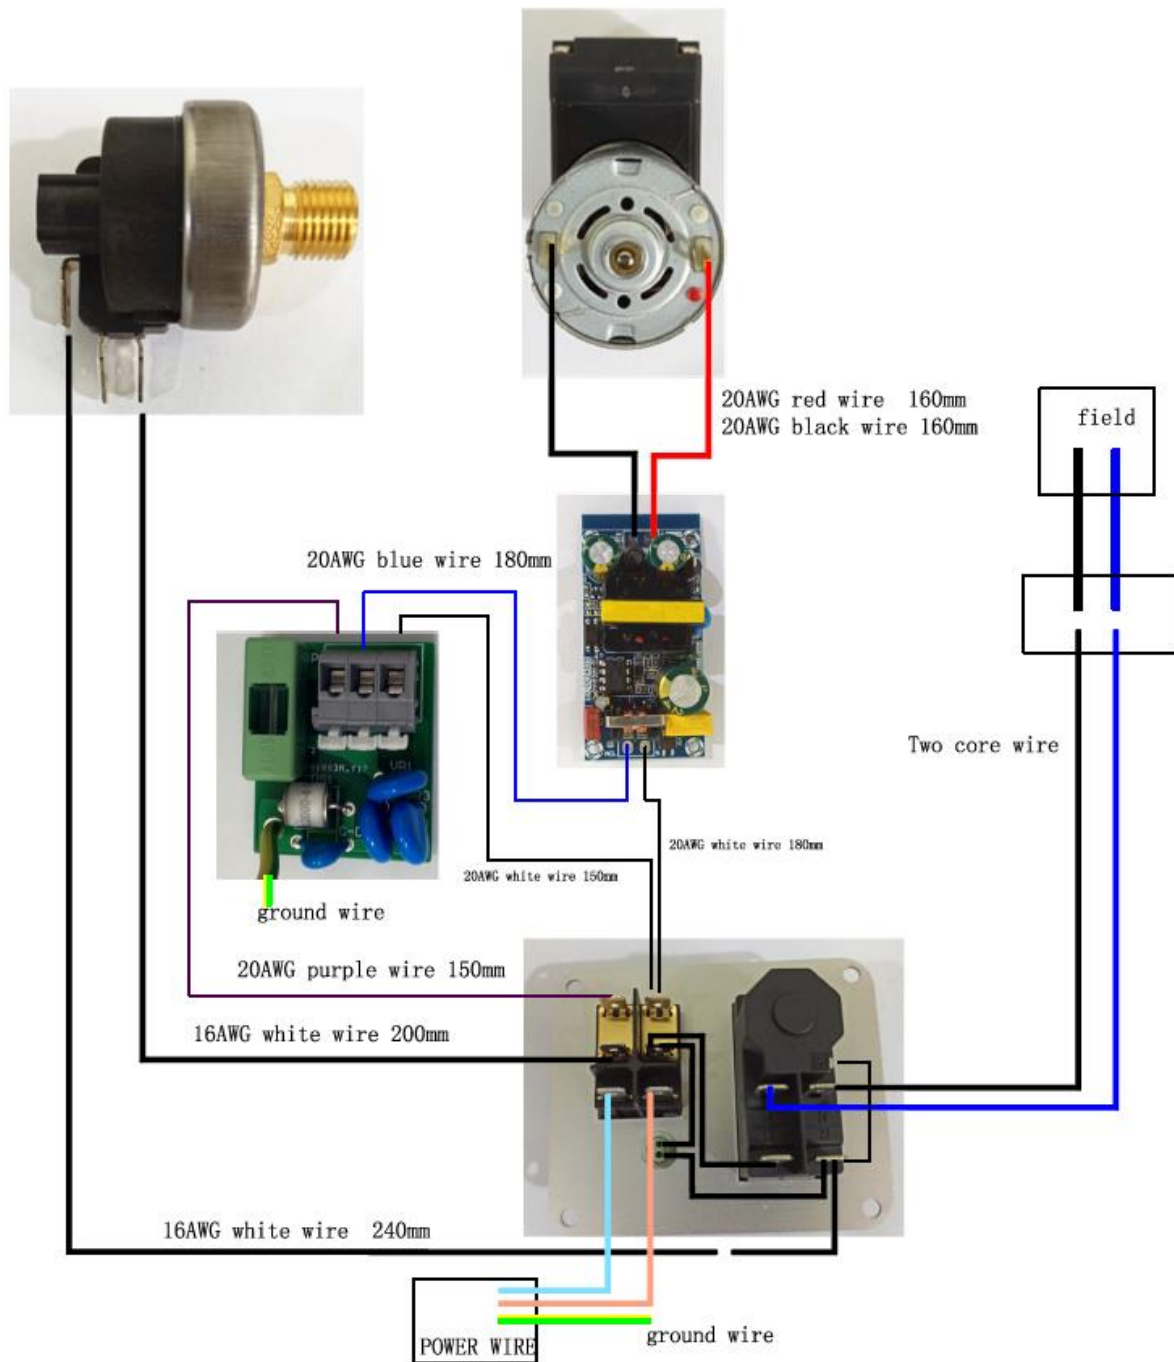 20AWG red wire 160mm
20AWG black wire 160mm
field
20AWG blue wire 180mm
Two core wire
VR1
20AWG white wire 180mm
20AWG white wire 150mm
ground wire
20AWG purple wire 150mm
16AWG white wire 200mm
16AWG white wire 240mm
POWER WIRE
ground wire